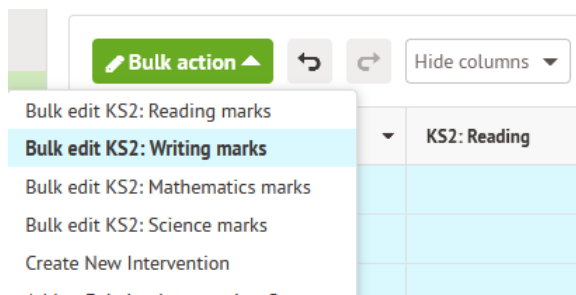 Bulk action
Hide columns
Bulk edit KS2: Reading marks
Bulk edit KS2: Writing marks
KS2: Reading
Bulk edit KS2: Mathematics marks
Bulk edit KS2: Science marks
Create New Intervention